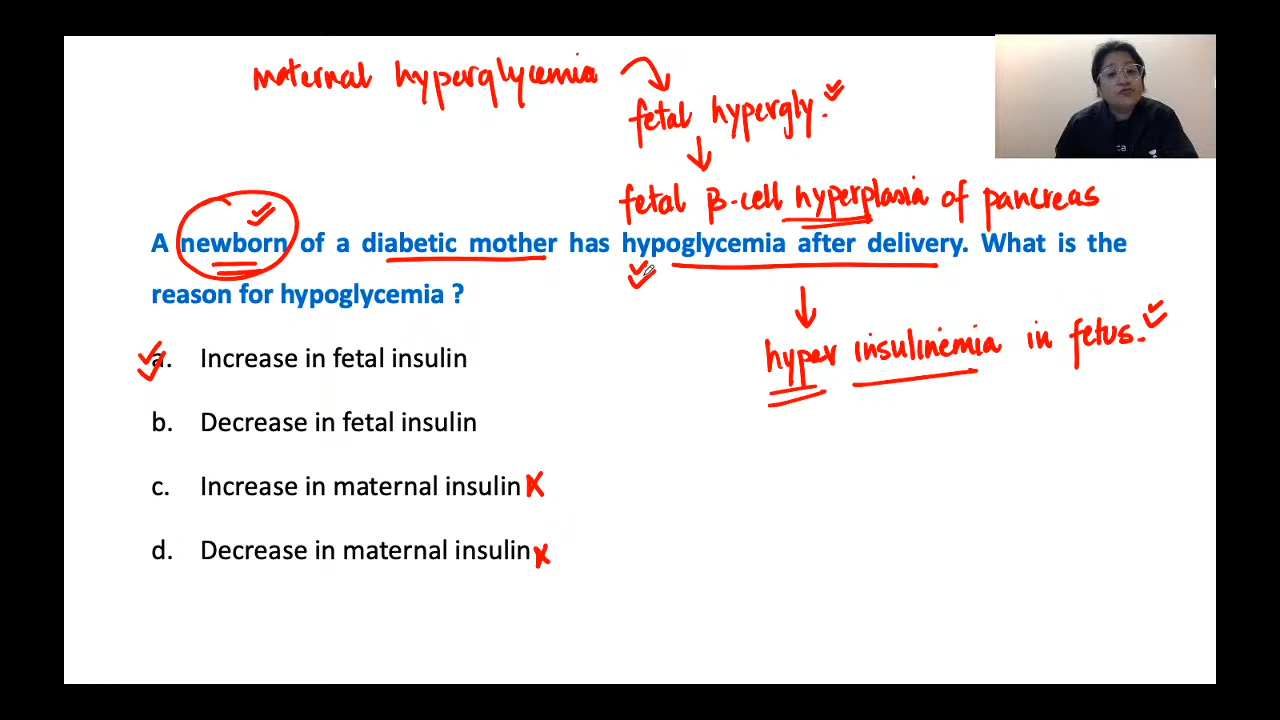 maternal hyperglycemia
fetal hypergly.
fetal β-cell hyperplasia of pancreas
A newborn of a diabetic mother has hypoglycemia after delivery. What is the
reason for hypoglycemia ?
hyper insulinemia in fetus.
a. Increase in fetal insulin
b. Decrease in fetal insulin
c. Increase in maternal insulin
d. Decrease in maternal insulin